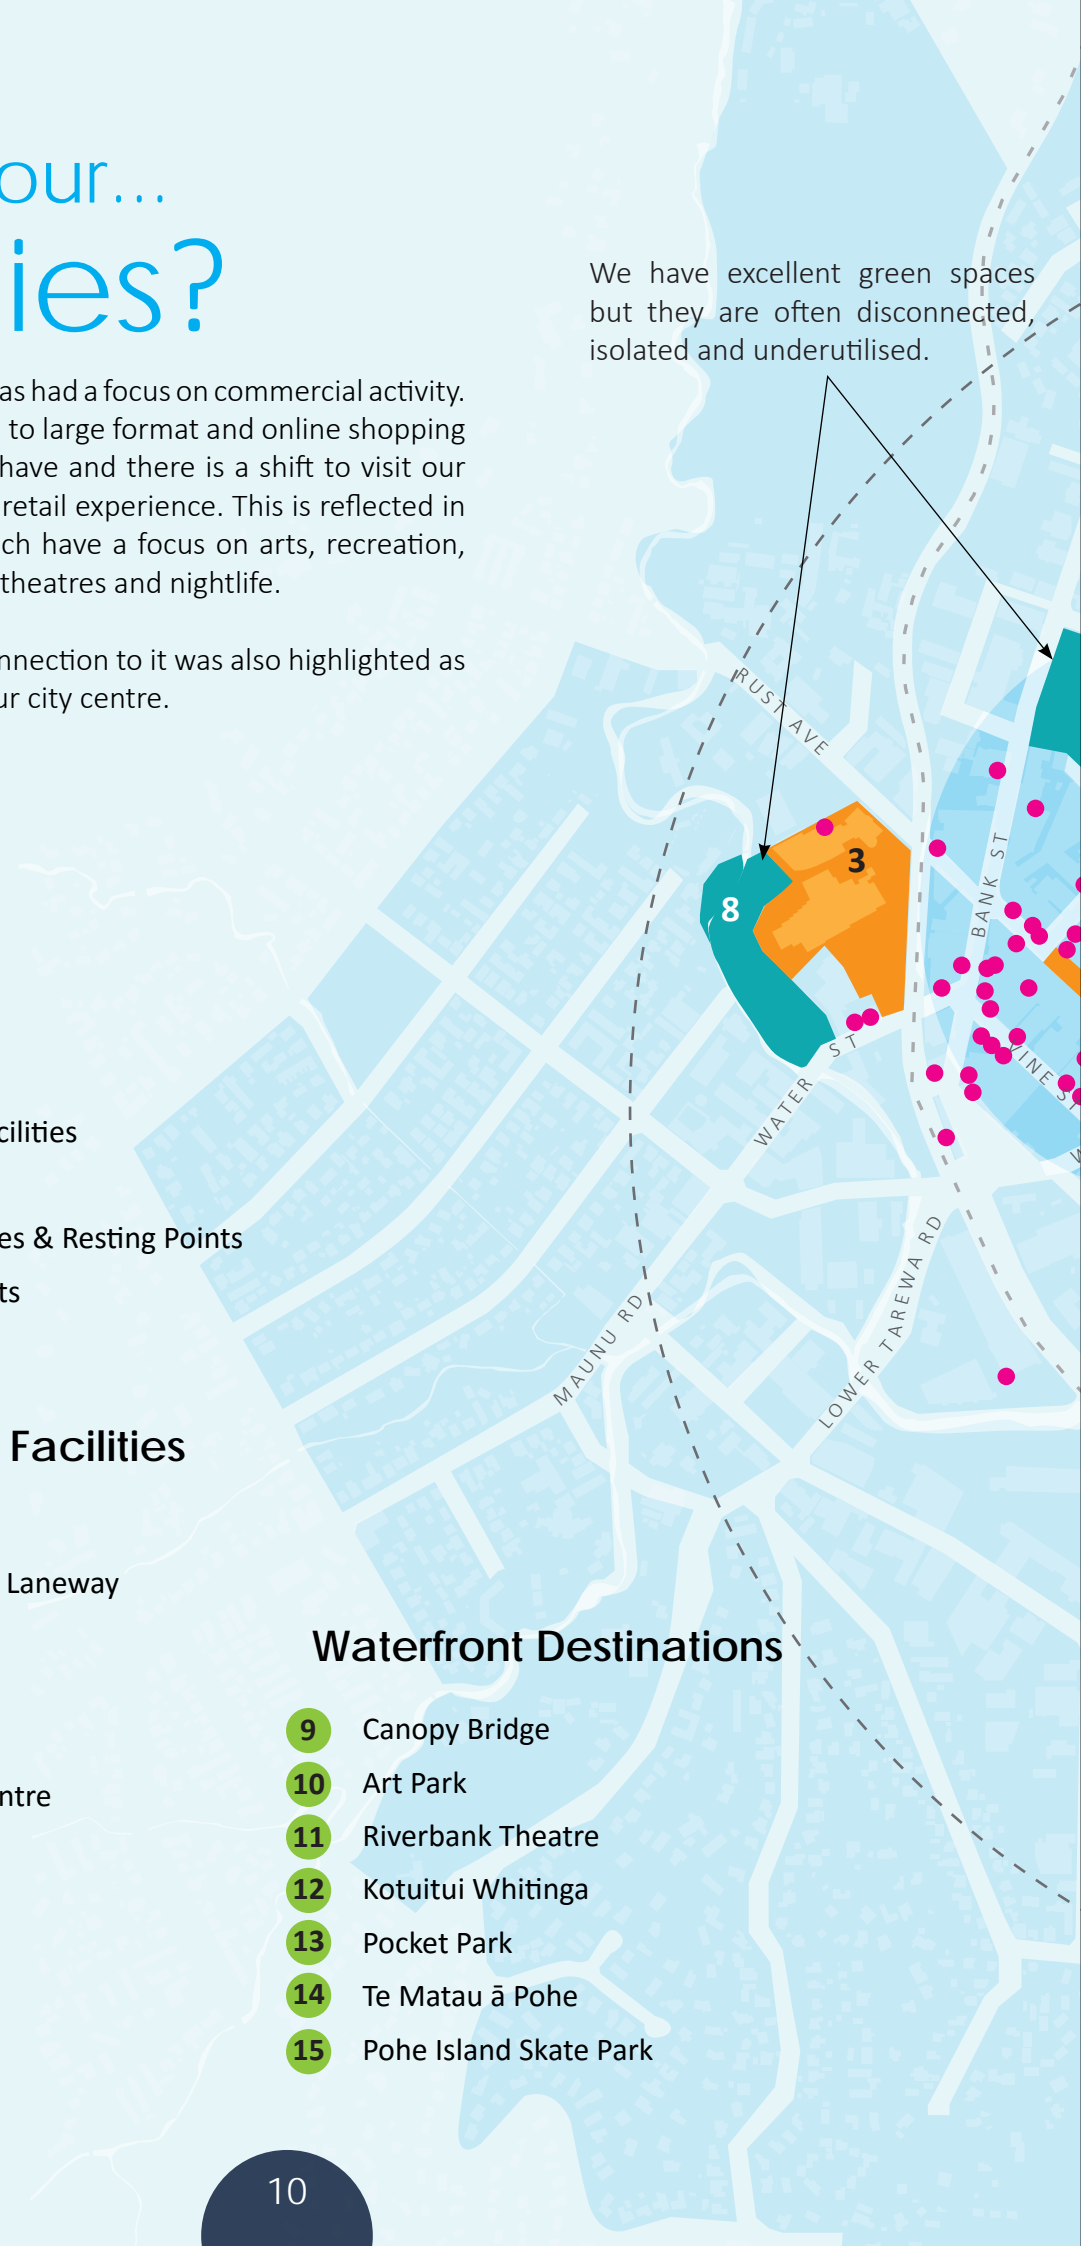 our...
ies?
as had a focus on commercial activity.
to large format and online shopping
have and there is a shift to visit our
retail experience. This is reflected in
ch have a focus on arts, recreation,
theatres and nightlife.
nnection to it was also highlighted as
ur city centre.
We have excellent green spaces
but they are often disconnected,
isolated and underutilised.
RUST AVE
3
8
BANK ST
WATER ST
VINE ST
W
MAUNU RD
LOWER TAREWA RD
cilities
es & Resting Points
ts
Facilities
Laneway
ntre
Waterfront Destinations
9 Canopy Bridge
10 Art Park
11 Riverbank Theatre
12 Kotuitui Whitinga
13 Pocket Park
14 Te Matau ā Pohe
15 Pohe Island Skate Park
10